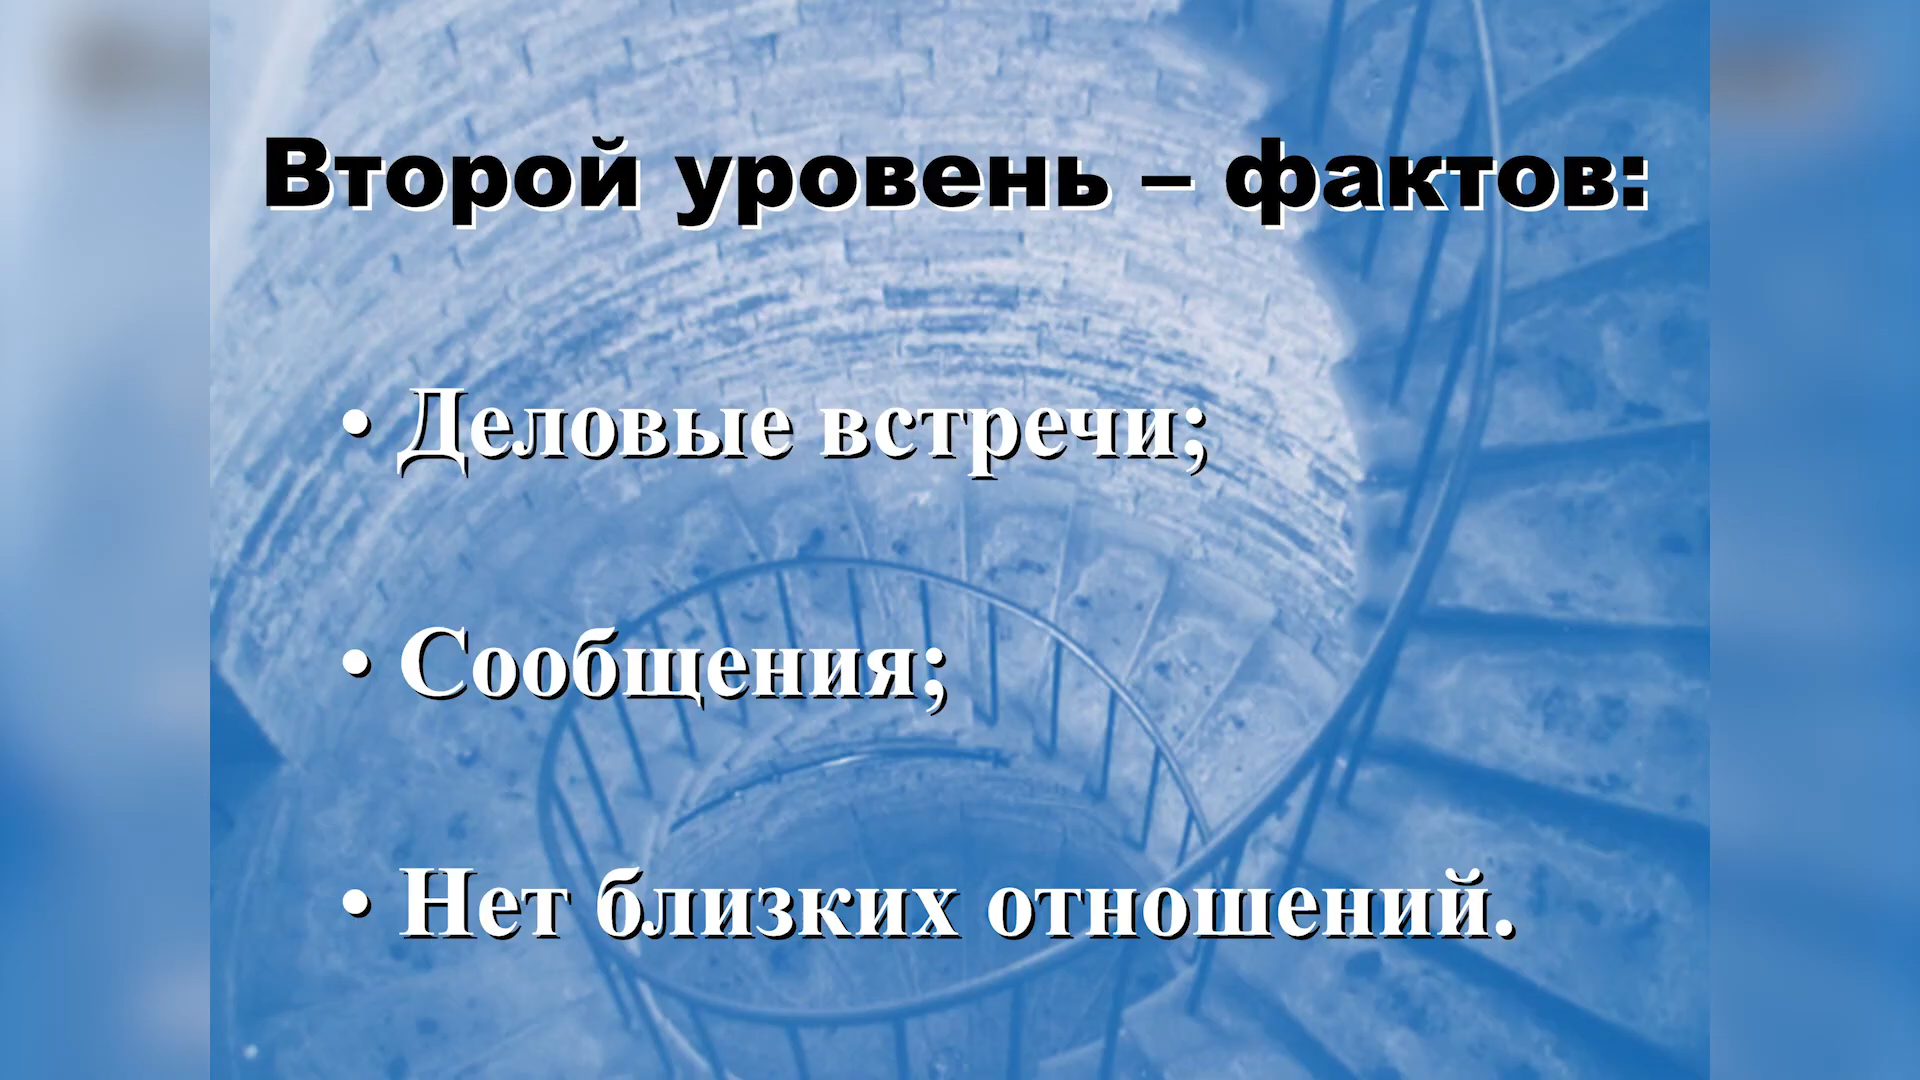 Второй уровень – фактов:
• Деловые встречи;
• Сообщения;
• Нет близких отношений.